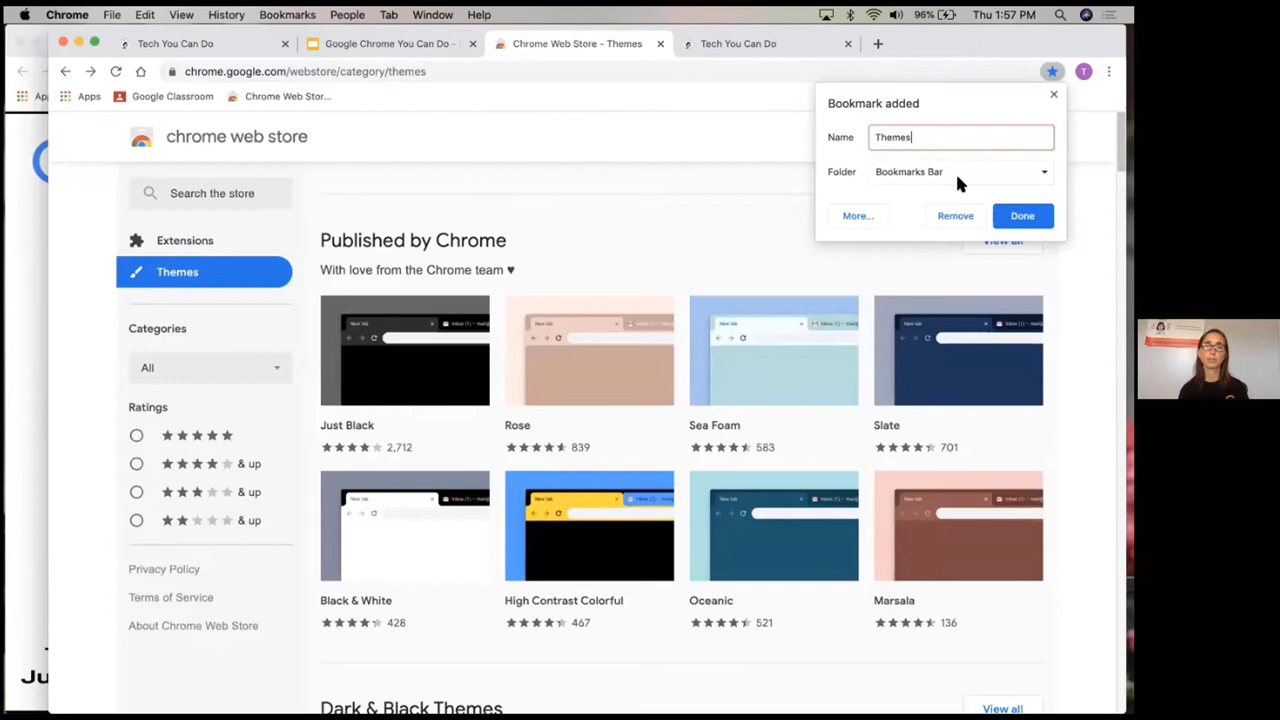 Chrome File Edit View History Bookmarks People Tab Window Help 96% Thu 1:57 PM
Tech You Can Do Google Chrome You Can Do - Chrome Web Store - Themes Tech You Can Do
chrome.google.com/webstore/category/themes T
Ap Apps Google Classroom Chrome Web Stor...
Bookmark added
Name Themes
Folder Bookmarks Bar
More... Remove Done
chrome web store
Search the store
Extensions
Themes
Categories
All
Ratings
& up
& up
& up
Privacy Policy
Terms of Service
About Chrome Web Store
Published by Chrome
View all
With love from the Chrome team ♥
Just Black
2,712
Rose
839
Sea Foam
583
Slate
701
Black & White
428
High Contrast Colorful
467
Oceanic
521
Marsala
136
Dark & Black Themes
View all
Ju